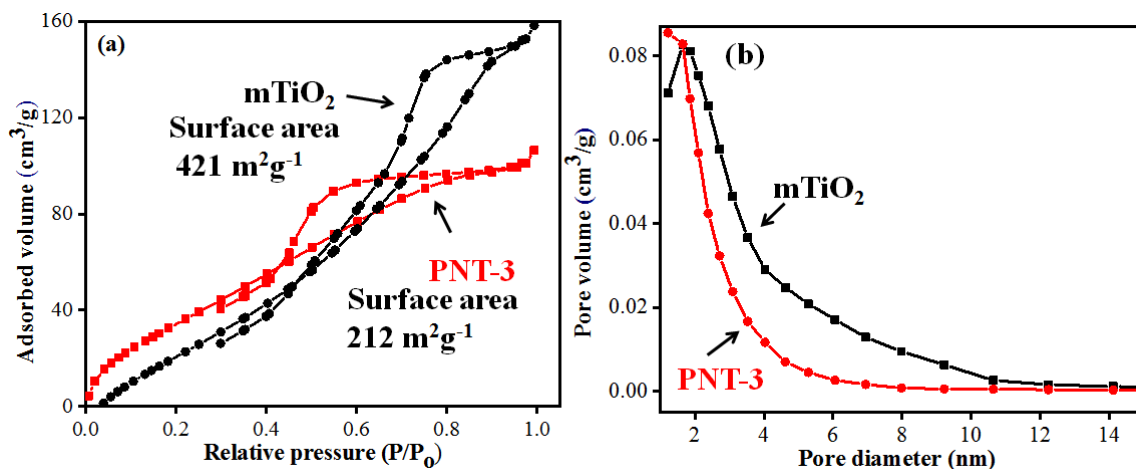 (a)
mTiO₂
Surface area
421 m²g⁻¹
PNT-3
Surface area
212 m²g⁻¹
Adsorbed volume (cm³/g)
160
120
80
40
0
0.0 0.2 0.4 0.6 0.8 1.0
Relative pressure (P/P₀)
(b)
mTiO₂
PNT-3
Pore volume (cm³/g)
0.08
0.06
0.04
0.02
0.00
2 4 6 8 10 12 14
Pore diameter (nm)